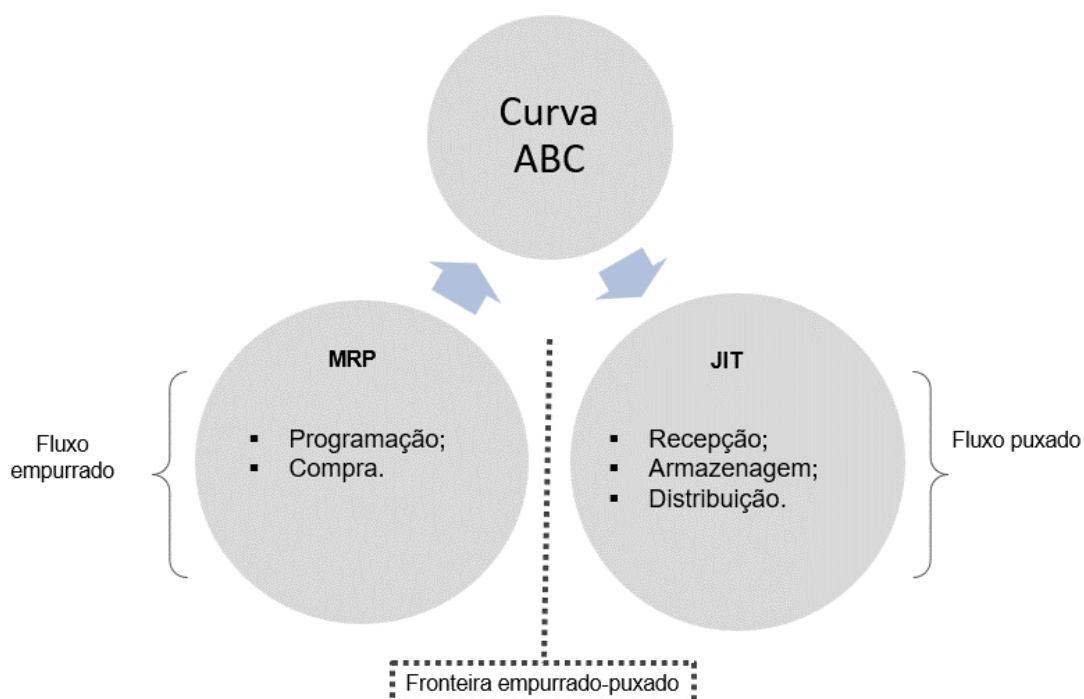 Curva
ABC
MRP
▪ Programação;
▪ Compra.
Fluxo
empurrado
JIT
▪ Recepção;
▪ Armazenagem;
▪ Distribuição.
Fluxo puxado
Fronteira empurrado-puxado